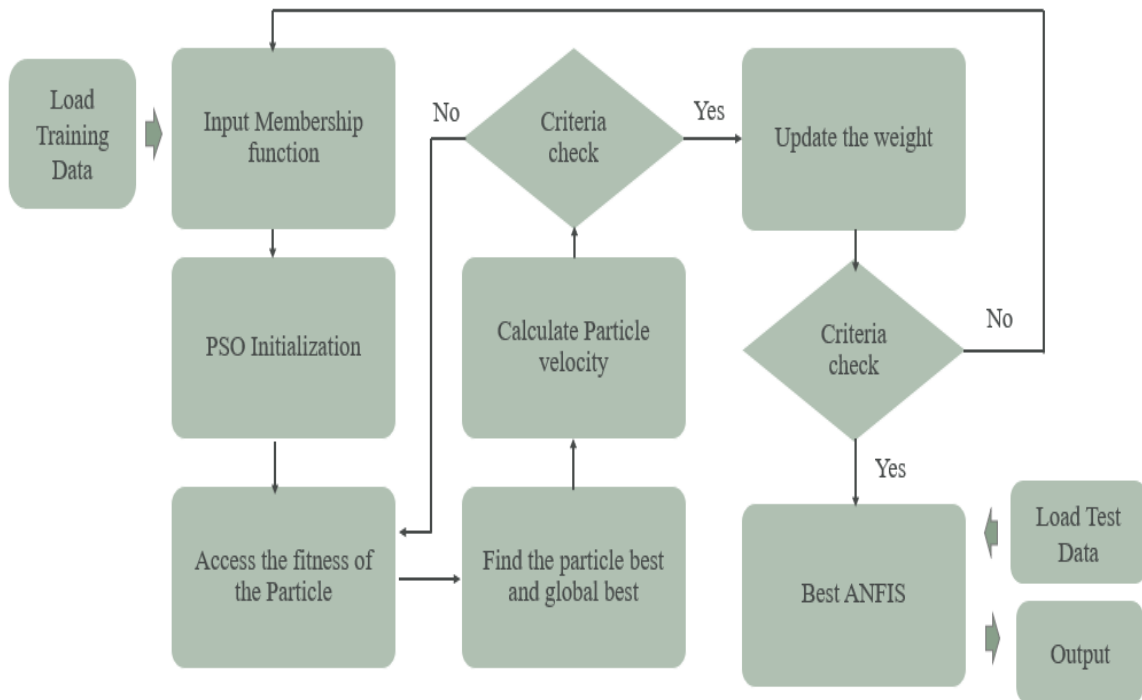 Load
Training
Data
Input Membership
function
PSO Initialization
Access the fitness of
the Particle
Find the particle best
and global best
Calculate Particle
velocity
Criteria
check
No
Yes
Update the weight
Criteria
check
No
Yes
Best ANFIS
Load Test
Data
Output